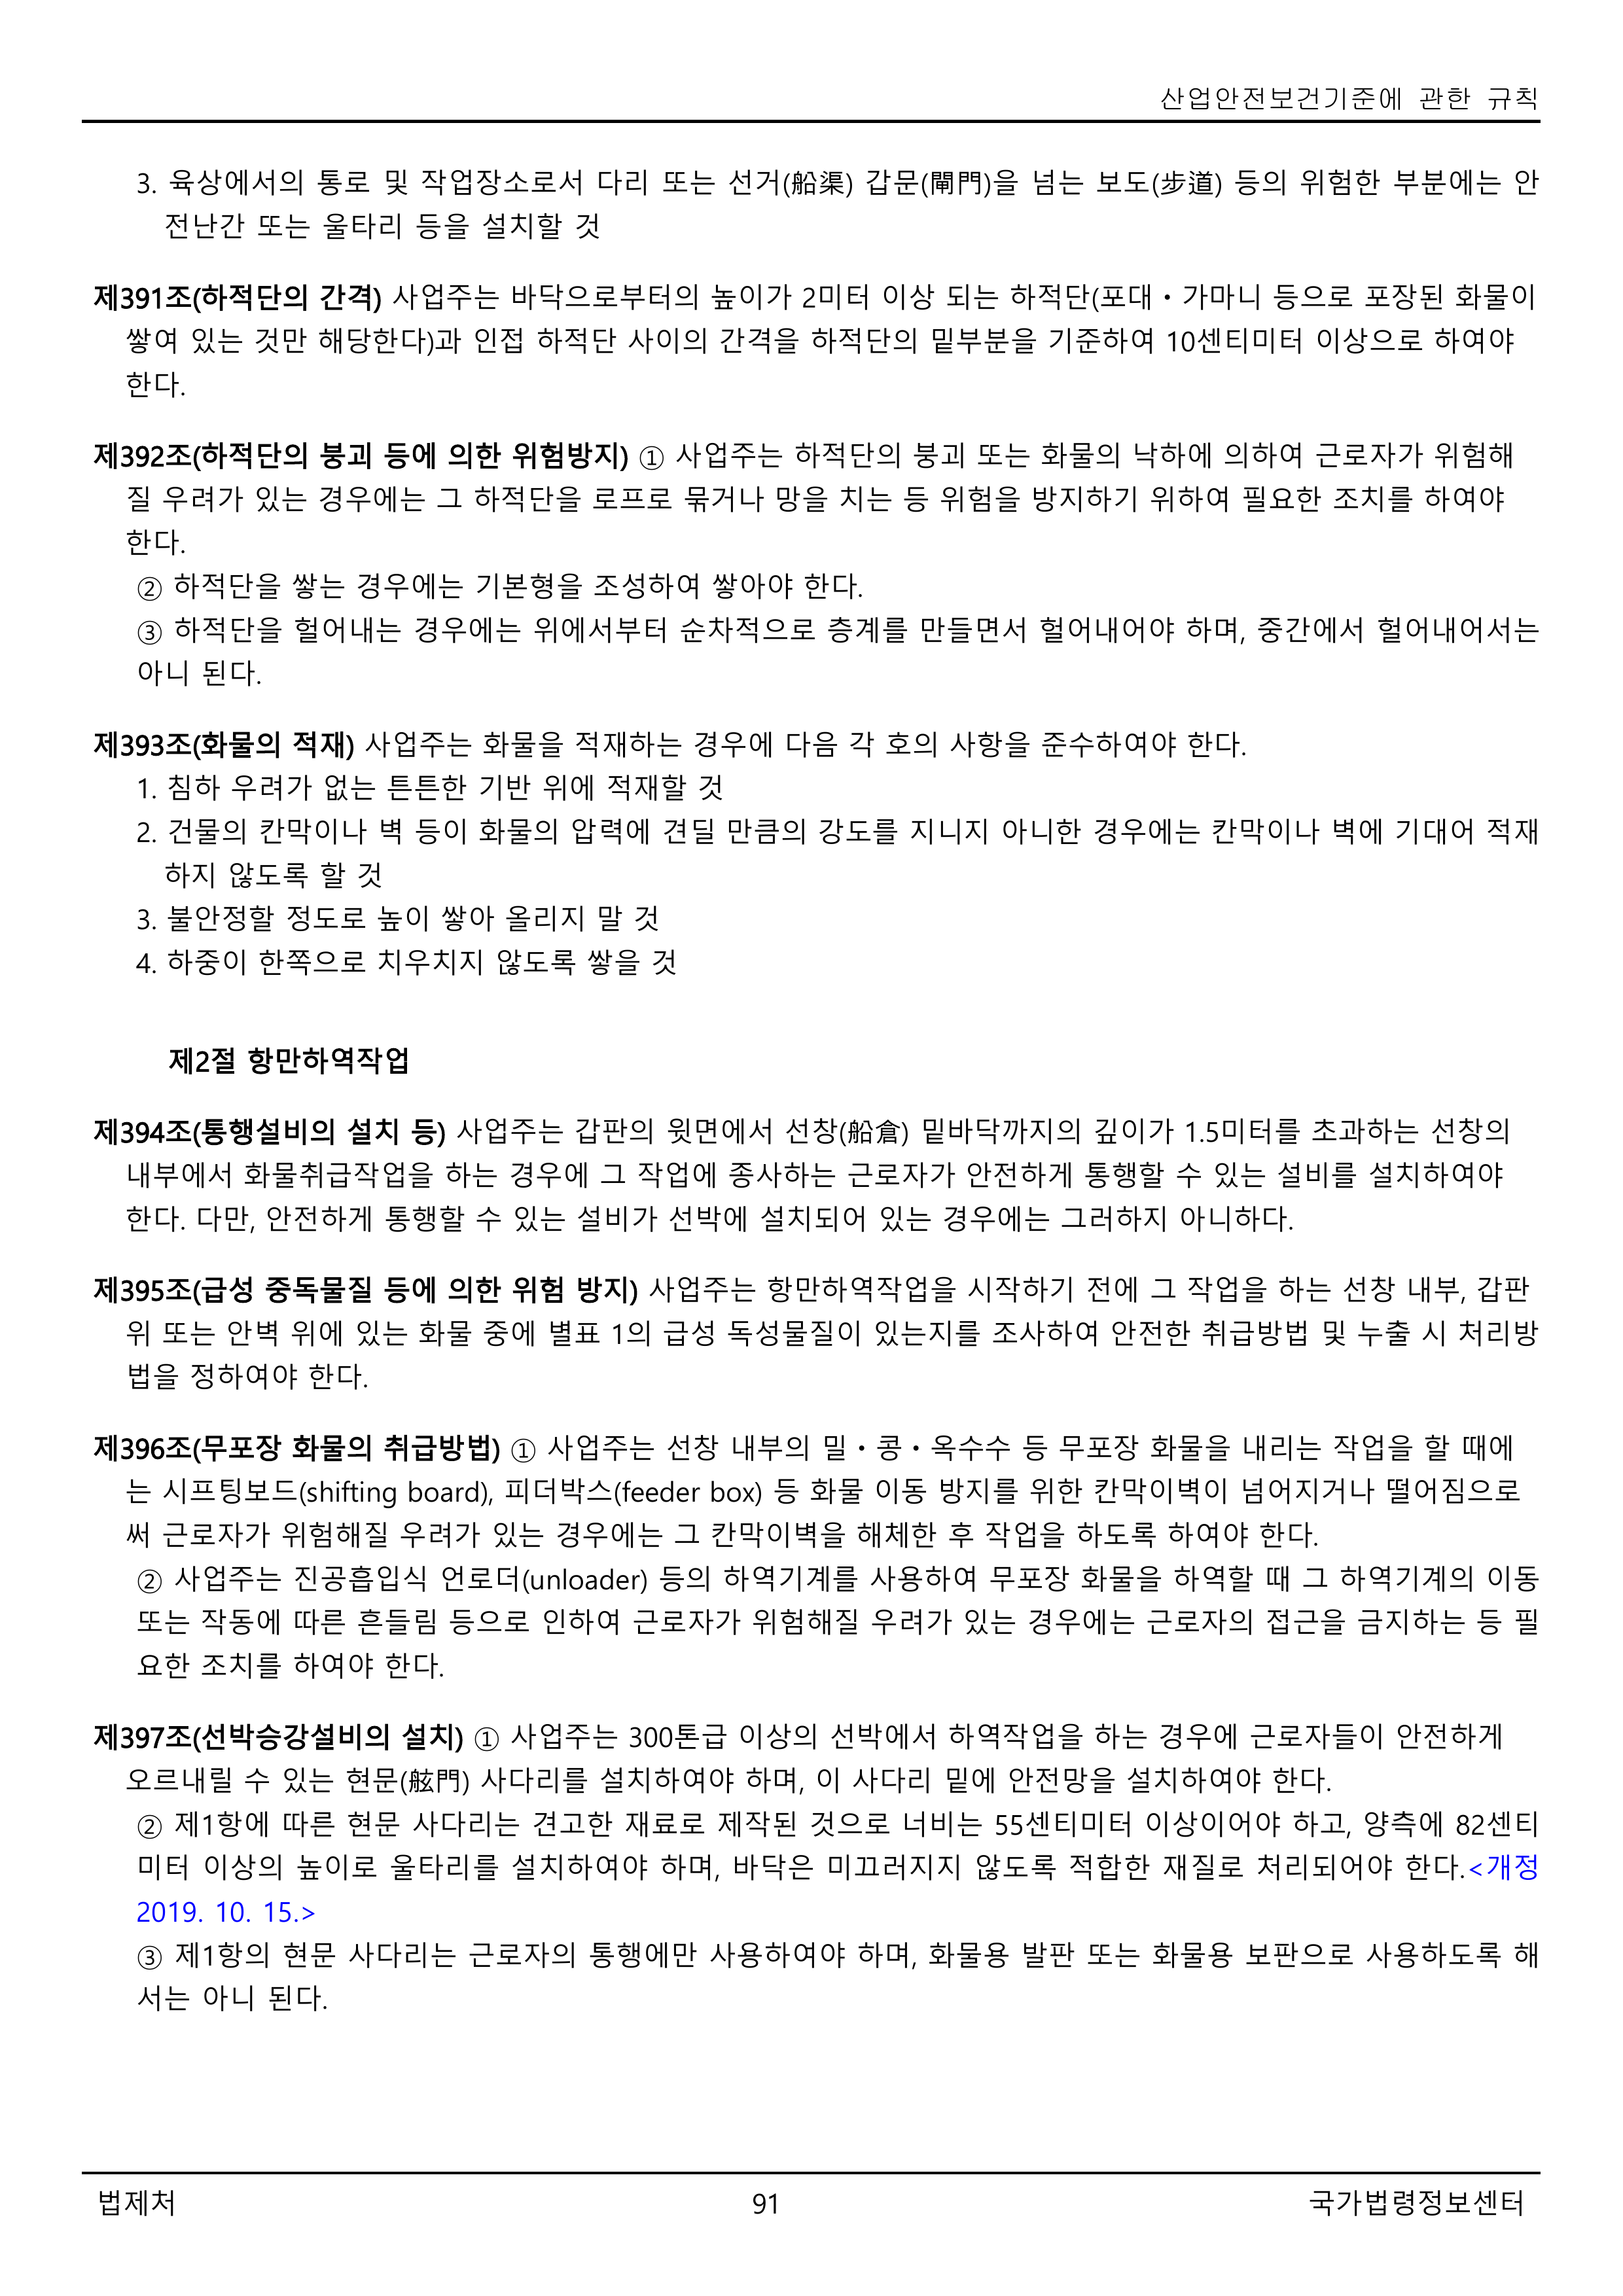 산업안전보건기준에 관한 규칙
3. 육상에서의 통로 및 작업장소로서 다리 또는 선거(船渠) 갑문(閘門)을 넘는 보도(步道) 등의 위험한 부분에는 안
전난간 또는 울타리 등을 설치할 것
제391조(하적단의 간격) 사업주는 바닥으로부터의 높이가 2미터 이상 되는 하적단(포대ㆍ가마니 등으로 포장된 화물이
쌓여 있는 것만 해당한다)과 인접 하적단 사이의 간격을 하적단의 밑부분을 기준하여 10센티미터 이상으로 하여야
한다.
제392조(하적단의 붕괴 등에 의한 위험방지) ① 사업주는 하적단의 붕괴 또는 화물의 낙하에 의하여 근로자가 위험해
질 우려가 있는 경우에는 그 하적단을 로프로 묶거나 망을 치는 등 위험을 방지하기 위하여 필요한 조치를 하여야
한다.
② 하적단을 쌓는 경우에는 기본형을 조성하여 쌓아야 한다.
③ 하적단을 헐어내는 경우에는 위에서부터 순차적으로 층계를 만들면서 헐어내어야 하며, 중간에서 헐어내어서는
아니 된다.
제393조(화물의 적재) 사업주는 화물을 적재하는 경우에 다음 각 호의 사항을 준수하여야 한다.
1. 침하 우려가 없는 튼튼한 기반 위에 적재할 것
2. 건물의 칸막이나 벽 등이 화물의 압력에 견딜 만큼의 강도를 지니지 아니한 경우에는 칸막이나 벽에 기대어 적재
하지 않도록 할 것
3. 불안정할 정도로 높이 쌓아 올리지 말 것
4. 하중이 한쪽으로 치우치지 않도록 쌓을 것
제2절 항만하역작업
제394조(통행설비의 설치 등) 사업주는 갑판의 윗면에서 선창(船倉) 밑바닥까지의 깊이가 1.5미터를 초과하는 선창의
내부에서 화물취급작업을 하는 경우에 그 작업에 종사하는 근로자가 안전하게 통행할 수 있는 설비를 설치하여야
한다. 다만, 안전하게 통행할 수 있는 설비가 선박에 설치되어 있는 경우에는 그러하지 아니하다.
제395조(급성 중독물질 등에 의한 위험 방지) 사업주는 항만하역작업을 시작하기 전에 그 작업을 하는 선창 내부, 갑판
위 또는 안벽 위에 있는 화물 중에 별표 1의 급성 독성물질이 있는지를 조사하여 안전한 취급방법 및 누출 시 처리방
법을 정하여야 한다.
제396조(무포장 화물의 취급방법) ① 사업주는 선창 내부의 밀ㆍ콩ㆍ옥수수 등 무포장 화물을 내리는 작업을 할 때에
는 시프팅보드(shifting board), 피더박스(feeder box) 등 화물 이동 방지를 위한 칸막이벽이 넘어지거나 떨어짐으로
써 근로자가 위험해질 우려가 있는 경우에는 그 칸막이벽을 해체한 후 작업을 하도록 하여야 한다.
② 사업주는 진공흡입식 언로더(unloader) 등의 하역기계를 사용하여 무포장 화물을 하역할 때 그 하역기계의 이동
또는 작동에 따른 흔들림 등으로 인하여 근로자가 위험해질 우려가 있는 경우에는 근로자의 접근을 금지하는 등 필
요한 조치를 하여야 한다.
제397조(선박승강설비의 설치) ① 사업주는 300톤급 이상의 선박에서 하역작업을 하는 경우에 근로자들이 안전하게
오르내릴 수 있는 현문(舷門) 사다리를 설치하여야 하며, 이 사다리 밑에 안전망을 설치하여야 한다.
② 제1항에 따른 현문 사다리는 견고한 재료로 제작된 것으로 너비는 55센티미터 이상이어야 하고, 양측에 82센티
미터 이상의 높이로 울타리를 설치하여야 하며, 바닥은 미끄러지지 않도록 적합한 재질로 처리되어야 한다.<개정
2019. 10. 15.>
③ 제1항의 현문 사다리는 근로자의 통행에만 사용하여야 하며, 화물용 발판 또는 화물용 보판으로 사용하도록 해
서는 아니 된다.
법제처 91 국가법령정보센터